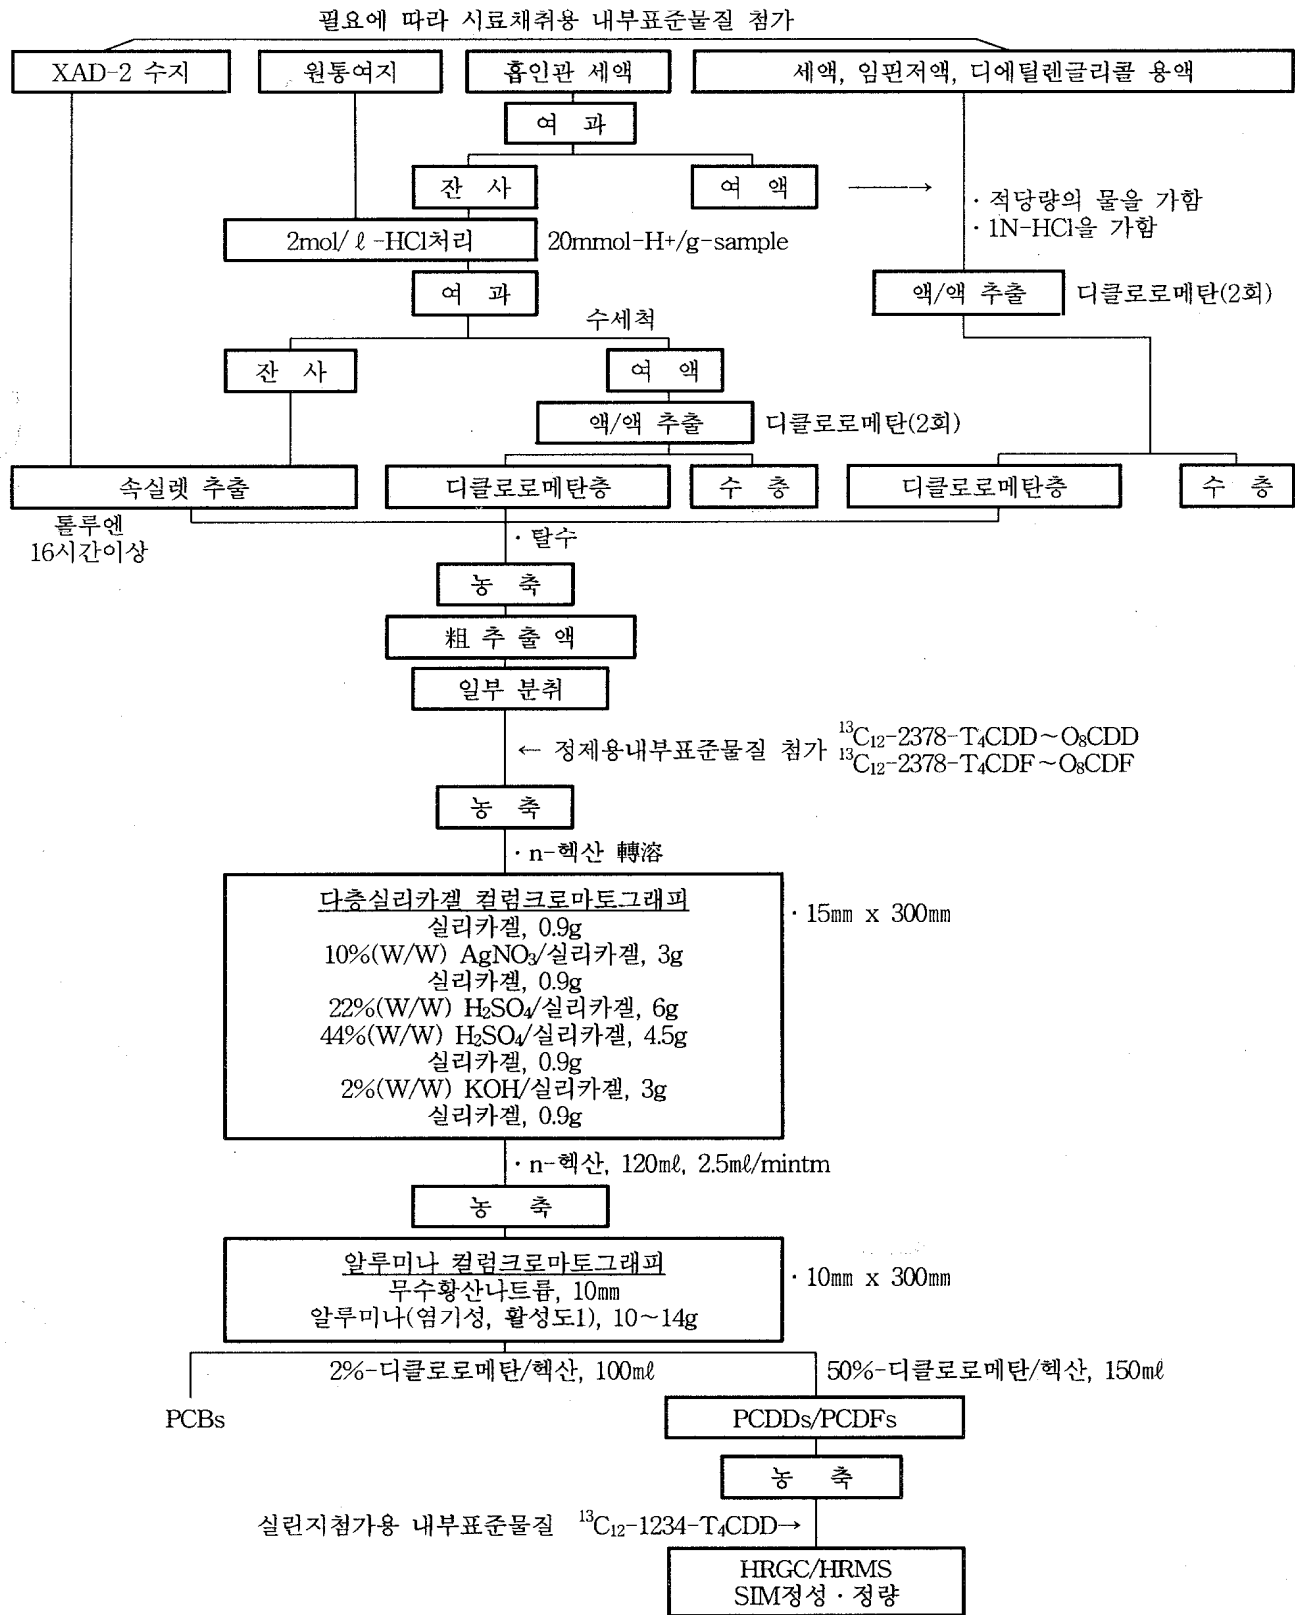 필요에 따라 시료채취용 내부표준물질 첨가
XAD-2 수지
원통여지
흡인관 세액
세액, 임핀저액, 디에틸렌글리콜 용액
여 과
잔 사
여 액
· 적당량의 물을 가함
· 1N-HCl을 가함
2mol/ℓ-HCl처리
20mmol-H+/g-sample
여 과
액/액 추출
디클로로메탄(2회)
수세척
잔 사
여 액
액/액 추출
디클로로메탄(2회)
속실렛 추출
디클로로메탄층
수 층
디클로로메탄층
수 층
톨루엔
16시간이상
· 탈수
농 축
粗 추 출 액
일부 분취
← 정제용내부표준물질 첨가
¹³C₁₂-2378-T₄CDD~O₈CDD
¹³C₁₂-2378-T₄CDF~O₈CDF
농 축
· n-헥산 轉溶
다층실리카겔 컬럼크로마토그래피
실리카겔, 0.9g
10%(W/W) AgNO₃/실리카겔, 3g
실리카겔, 0.9g
22%(W/W) H₂SO₄/실리카겔, 6g
44%(W/W) H₂SO₄/실리카겔, 4.5g
실리카겔, 0.9g
2%(W/W) KOH/실리카겔, 3g
실리카겔, 0.9g
· 15mm x 300mm
· n-헥산, 120㎖, 2.5㎖/mintm
농 축
알루미나 컬럼크로마토그래피
무수황산나트륨, 10mm
알루미나(염기성, 활성도1), 10~14g
· 10mm x 300mm
2%-디클로로메탄/헥산, 100㎖
50%-디클로로메탄/헥산, 150㎖
PCBs
PCDDs/PCDFs
농 축
실린지첨가용 내부표준물질 ¹³C₁₂-1234-T₄CDD→
HRGC/HRMS
SIM정성·정량